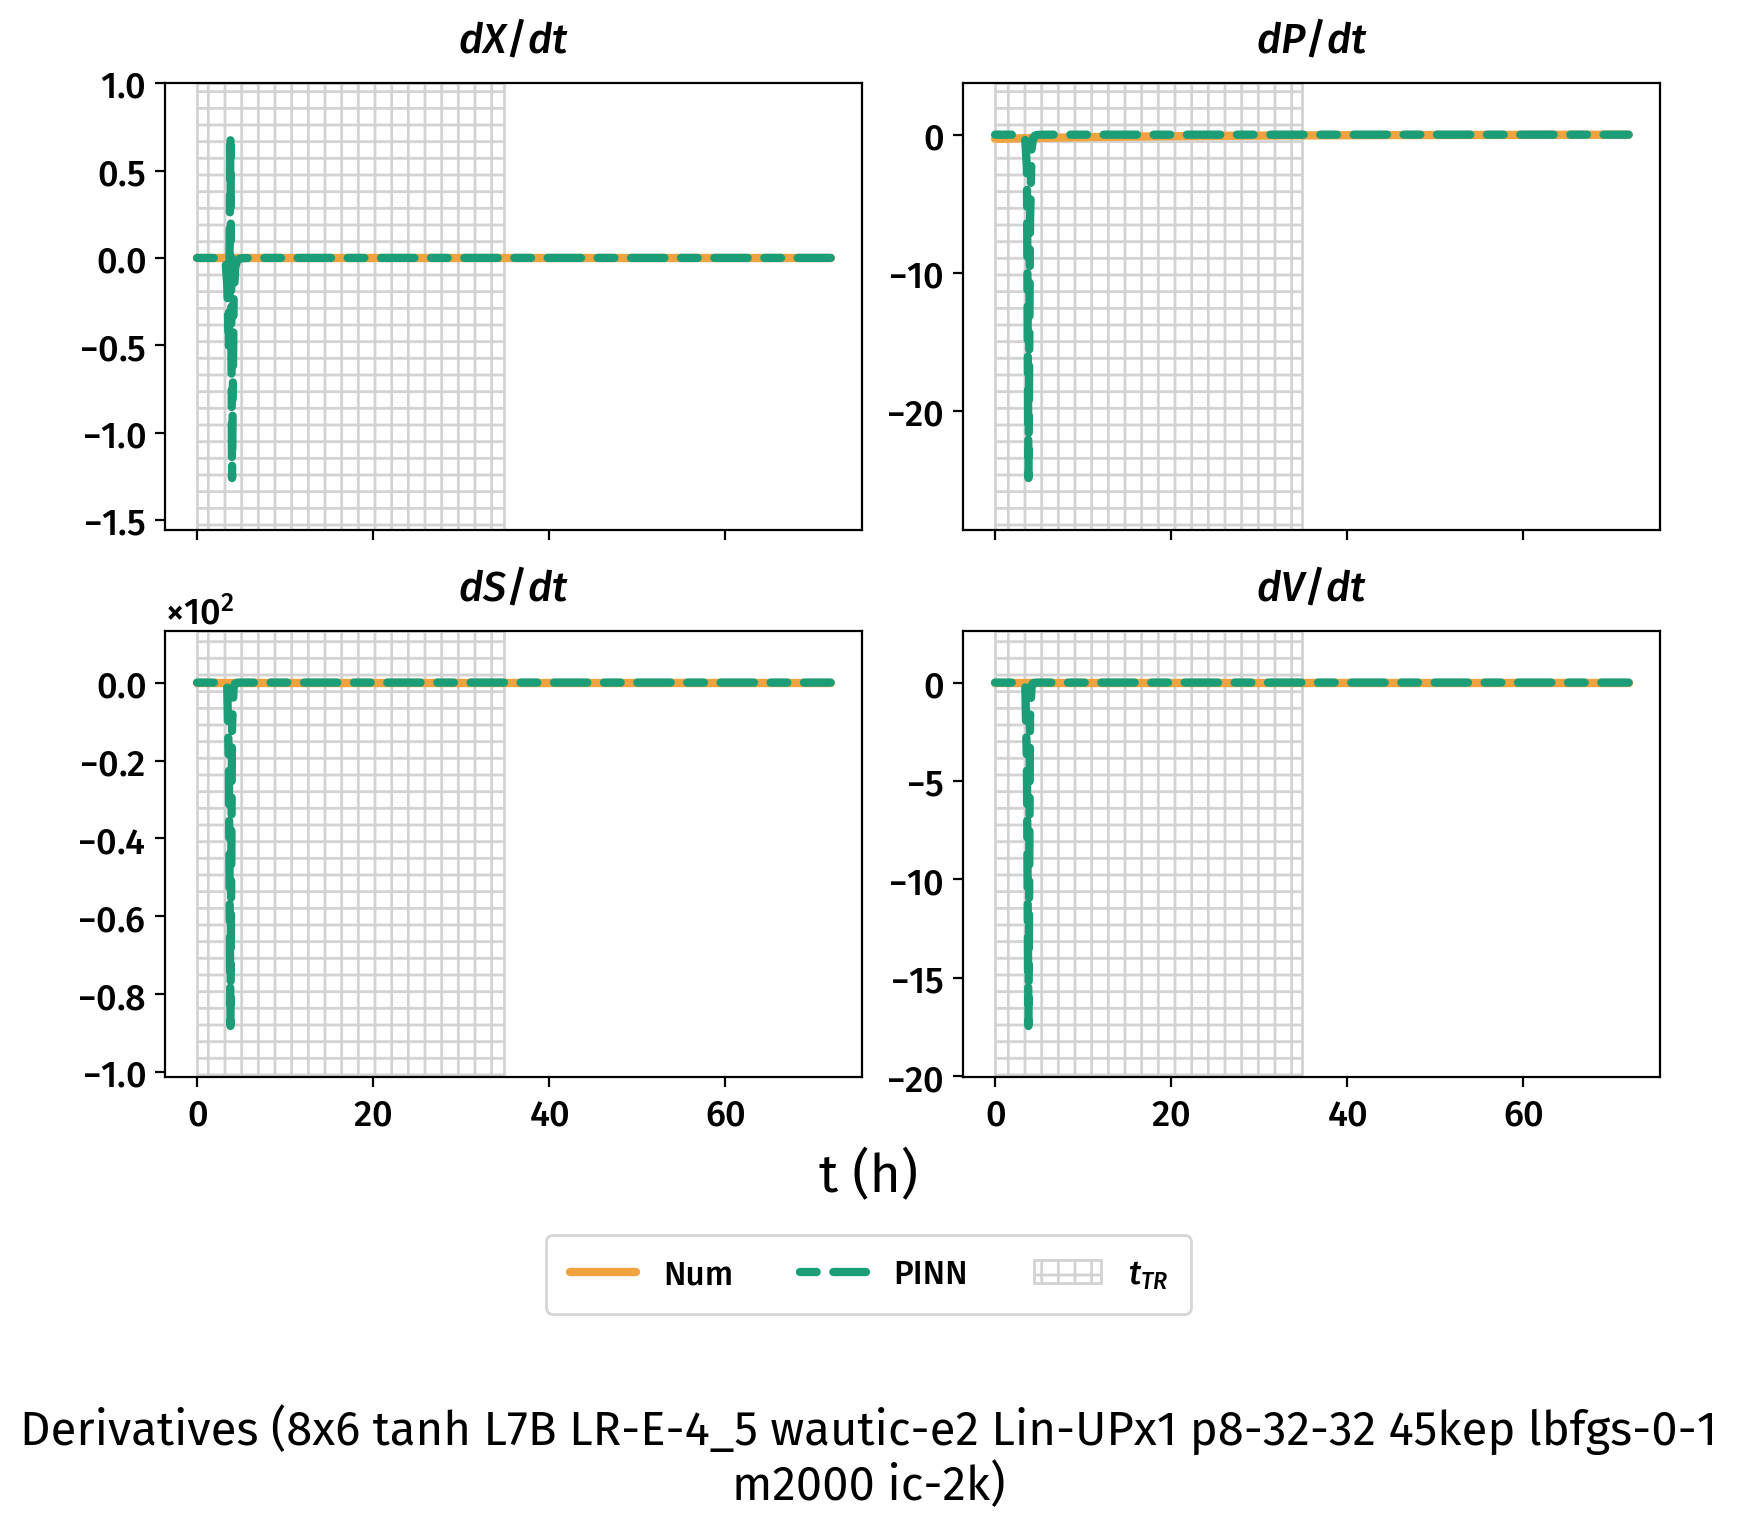 dX/dt
dP/dt
1.0
0.5
0.0
−0.5
−1.0
−1.5
0
−10
−20
dS/dt
dV/dt
×10²
0.0
−0.2
−0.4
−0.6
−0.8
−1.0
0
−5
−10
−15
−20
0 20 40 60
0 20 40 60
t (h)
Num PINN t_TR
Derivatives (8x6 tanh L7B LR-E-4_5 wautic-e2 Lin-UPx1 p8-32-32 45kep lbfgs-0-1
m2000 ic-2k)